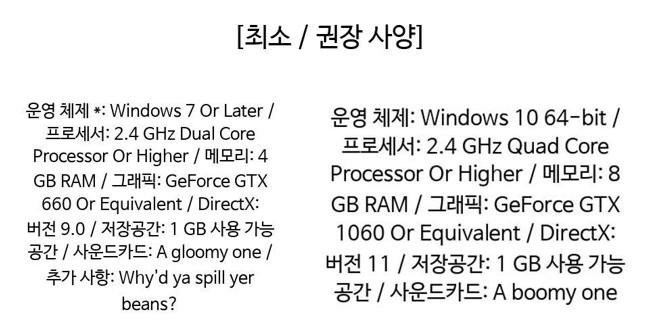 [최소 / 권장 사양]
운영 체제 *: Windows 7 Or Later /
프로세서: 2.4 GHz Dual Core
Processor Or Higher / 메모리: 4
GB RAM / 그래픽: GeForce GTX
660 Or Equivalent / DirectX:
버전 9.0 / 저장공간: 1 GB 사용 가능
공간 / 사운드카드: A gloomy one /
추가 사항: Why'd ya spill yer
beans?
운영 체제: Windows 10 64-bit /
프로세서: 2.4 GHz Quad Core
Processor Or Higher / 메모리: 8
GB RAM / 그래픽: GeForce GTX
1060 Or Equivalent / DirectX:
버전 11 / 저장공간: 1 GB 사용 가능
공간 / 사운드카드: A boomy one